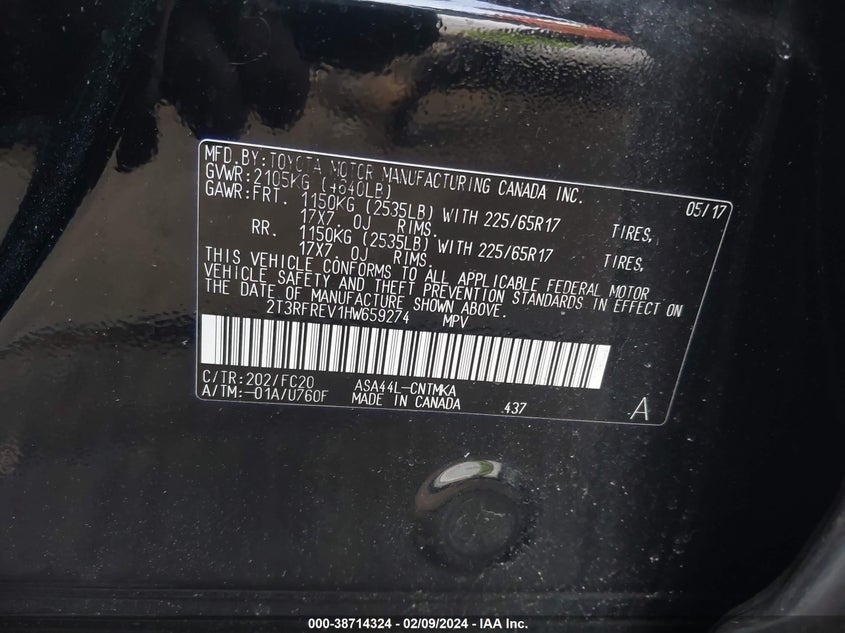 MFD.BY:TOYOTA MOTOR MANUFACTURING CANADA INC. 05/17
GVWR:2105KG (4640LB)
GAWR:FRT. 1150KG (2535LB) WITH 225/65R17 TIRES,
17X7.0J RIMS.
RR. 1150KG (2535LB) WITH 225/65R17 TIRES,
17X7.0J RIMS.
THIS VEHICLE CONFORMS TO ALL APPLICABLE FEDERAL MOTOR
VEHICLE SAFETY AND THEFT PREVENTION STANDARDS IN EFFECT ON
THE DATE OF MANUFACTURE SHOWN ABOVE.
2T3RFREV1HW659274 MPV
C/TR:202/FC20 ASA44L-CNTMKA
A/TM:-01A/U760F MADE IN CANADA .437 A
000-38714324 — 02/09/2024 — IAA Inc.